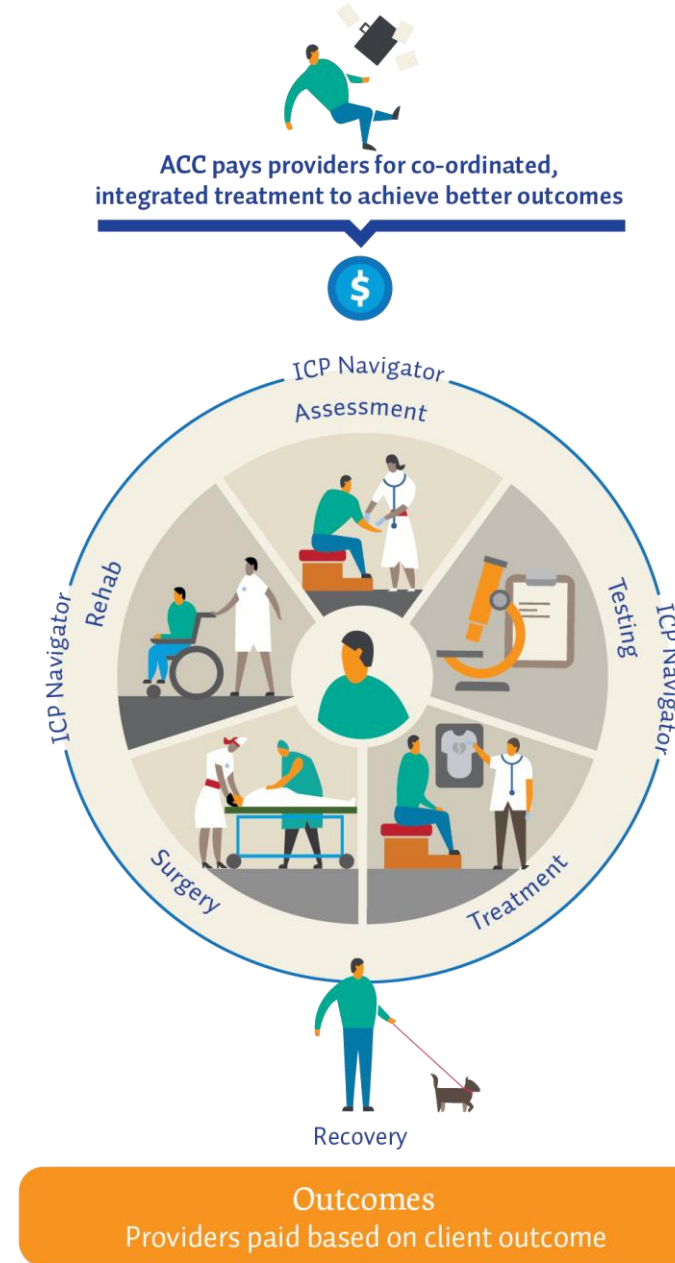 ACC pays providers for co-ordinated,
integrated treatment to achieve better outcomes
$
ICP Navigator
Assessment
Testing
ICP Navigator
Treatment
Surgery
Rehab
ICP Navigator
Recovery
Outcomes
Providers paid based on client outcome